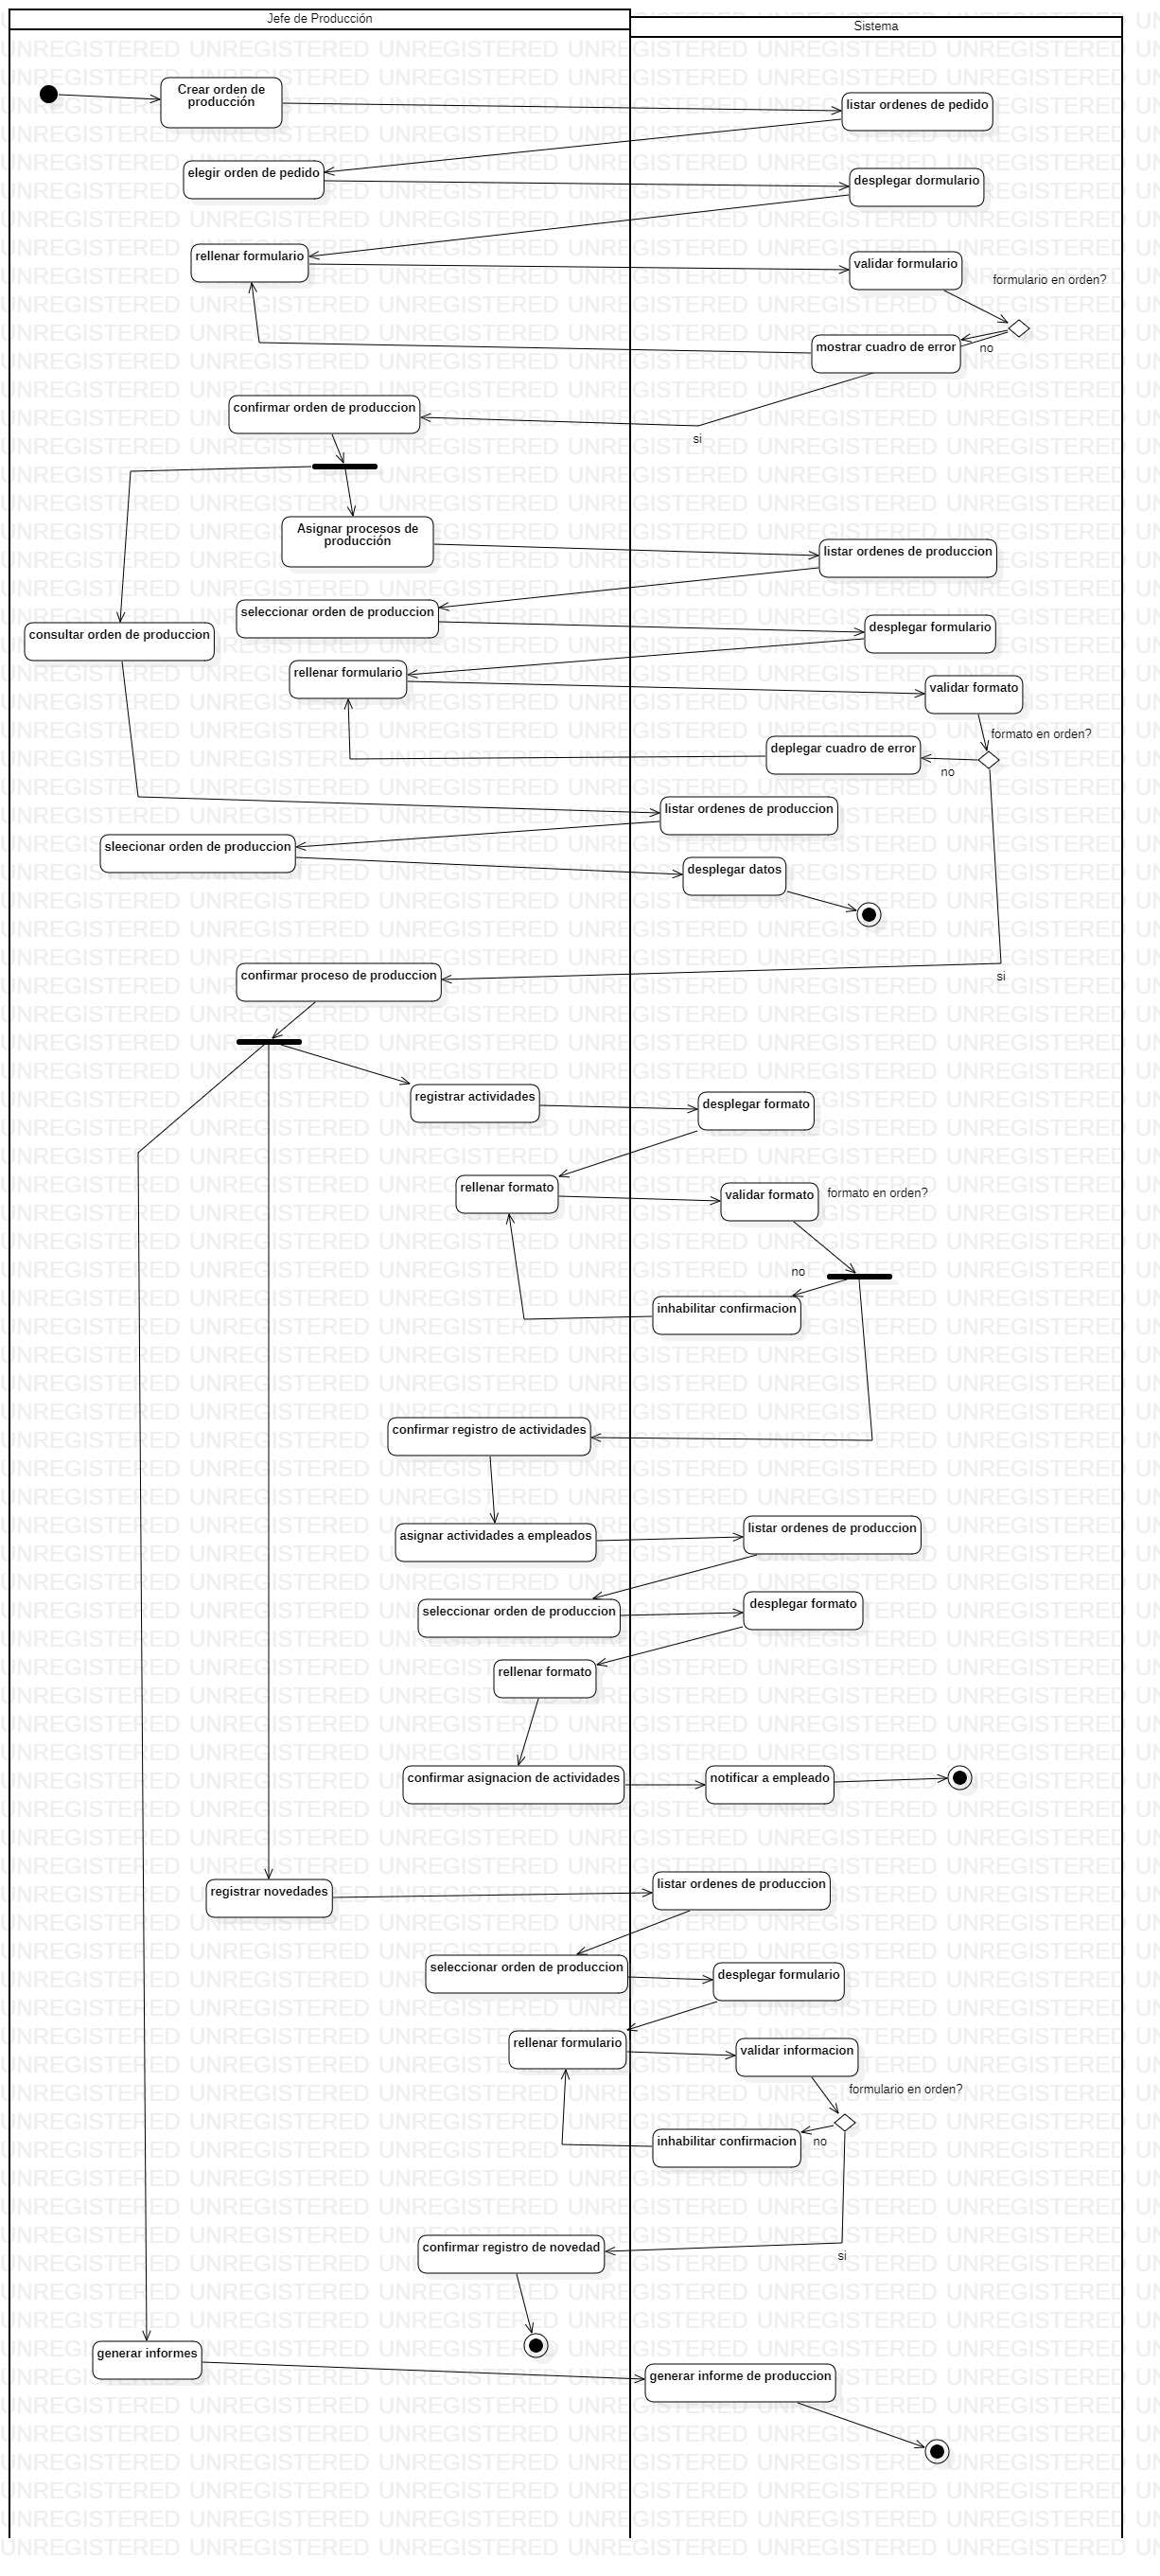 Jefe de Producción
Sistema
Crear orden de
producción
listar ordenes de pedido
elegir orden de pedido
desplegar dormulario
rellenar formulario
validar formulario
formulario en orden?
mostrar cuadro de error
no
confirmar orden de produccion
si
Asignar procesos de
producción
listar ordenes de produccion
seleccionar orden de produccion
desplegar formulario
consultar orden de produccion
rellenar formulario
validar formato
formato en orden?
deplegar cuadro de error
no
listar ordenes de produccion
sleecionar orden de produccion
desplegar datos
confirmar proceso de produccion
si
registrar actividades
desplegar formato
rellenar formato
validar formato
formato en orden?
no
inhabilitar confirmacion
confirmar registro de actividades
asignar actividades a empleados
listar ordenes de produccion
seleccionar orden de produccion
desplegar formato
rellenar formato
confirmar asignacion de actividades
notificar a empleado
registrar novedades
listar ordenes de produccion
seleccionar orden de produccion
desplegar formulario
rellenar formulario
validar informacion
formulario en orden?
inhabilitar confirmacion
no
confirmar registro de novedad
si
generar informes
generar informe de produccion
UNREGISTERED